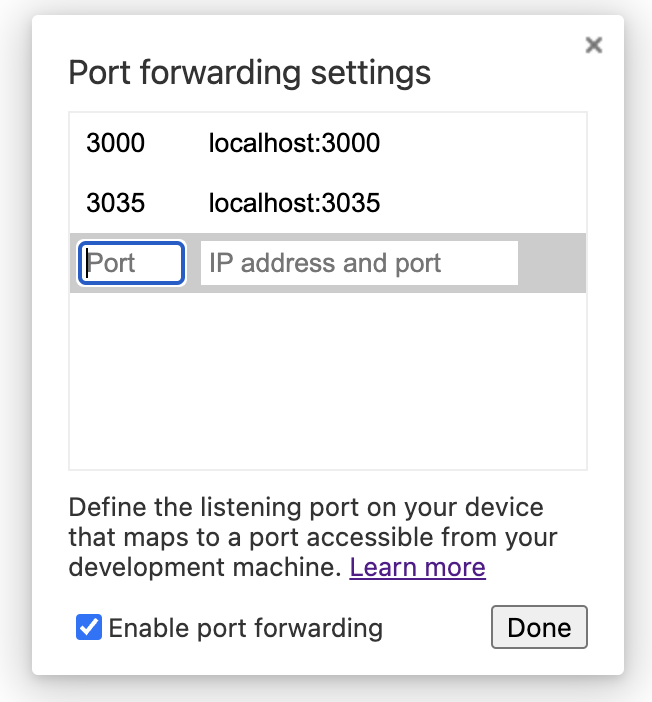 Port forwarding settings
3000 localhost:3000
3035 localhost:3035
Port IP address and port
Define the listening port on your device
that maps to a port accessible from your
development machine. Learn more
Enable port forwarding Done